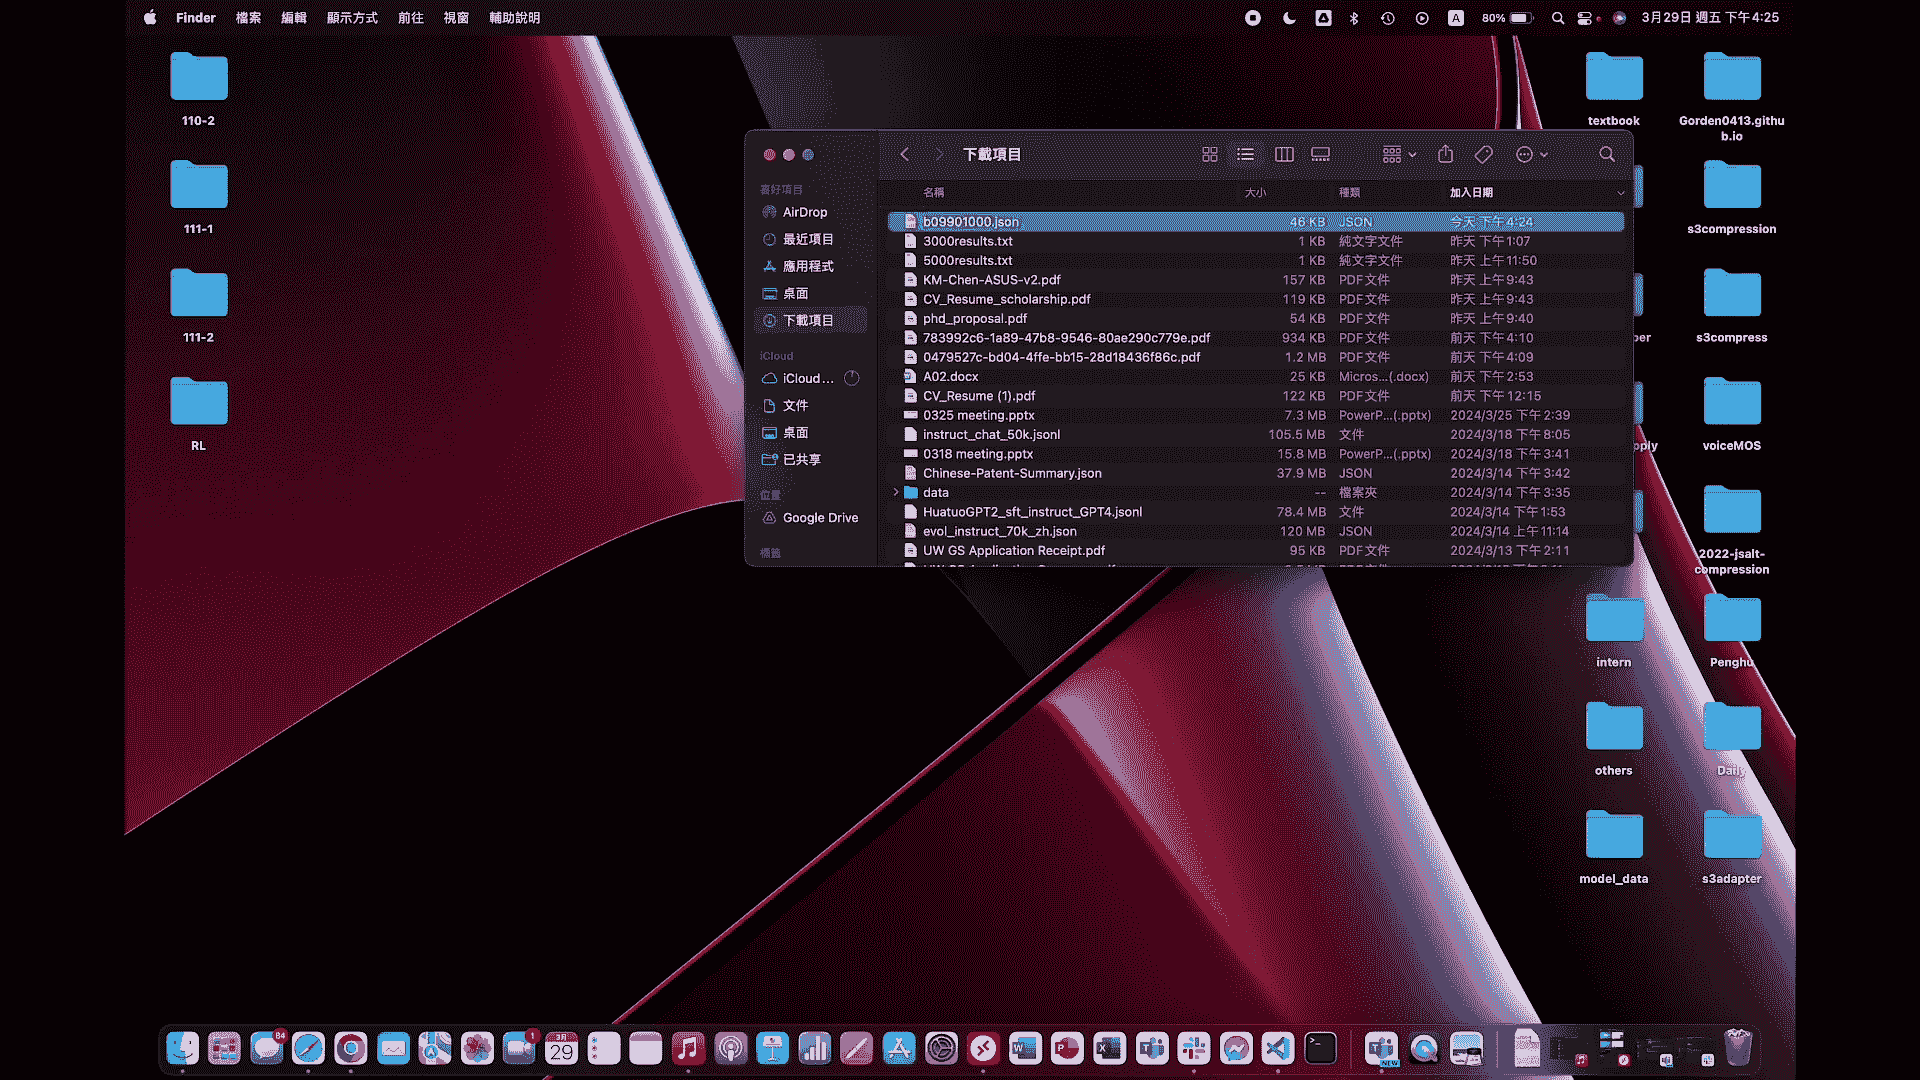 Finder 檔案 編輯 顯示方式 前往 視窗 輔助說明
A 80% 3月29日 週五 下午4:25
110-2
111-1
111-2
RL
textbook
Gorden0413.githu
b.io
s3compression
s3compress
voiceMOS
2022-jsalt-
compression
intern
Penghu
others
Daily
model_data
s3adapter
下載項目
喜好項目
AirDrop
最近項目
應用程式
桌面
下載項目
iCloud
iCloud...
文件
桌面
已共享
位置
Google Drive
標籤
名稱 大小 種類 加入日期
b09901000.json 46 KB JSON 今天 下午4:24
3000results.txt 1 KB 純文字文件 昨天 下午1:07
5000results.txt 1 KB 純文字文件 昨天 上午11:50
KM-Chen-ASUS-v2.pdf 157 KB PDF文件 昨天 上午9:43
CV_Resume_scholarship.pdf 119 KB PDF文件 昨天 上午9:43
phd_proposal.pdf 54 KB PDF文件 昨天 上午9:40
783992c6-1a89-47b8-9546-80ae290c779e.pdf 934 KB PDF文件 前天 下午4:10
0479527c-bd04-4ffe-bb15-28d18436f86c.pdf 1.2 MB PDF文件 前天 下午4:09
A02.docx 25 KB Micros...(.docx) 前天 下午2:53
CV_Resume (1).pdf 122 KB PDF文件 前天 下午12:15
0325 meeting.pptx 7.3 MB PowerP...(.pptx) 2024/3/25 下午2:39
instruct_chat_50k.jsonl 105.5 MB 文件 2024/3/18 下午8:05
0318 meeting.pptx 15.8 MB PowerP...(.pptx) 2024/3/18 下午3:41
Chinese-Patent-Summary.json 37.9 MB JSON 2024/3/14 下午3:42
data -- 檔案夾 2024/3/14 下午3:35
HuatuoGPT2_sft_instruct_GPT4.jsonl 78.4 MB 文件 2024/3/14 下午1:53
evol_instruct_70k_zh.json 120 MB JSON 2024/3/14 上午11:14
UW GS Application Receipt.pdf 95 KB PDF文件 2024/3/13 下午2:11
84
1
3月
29
NEW